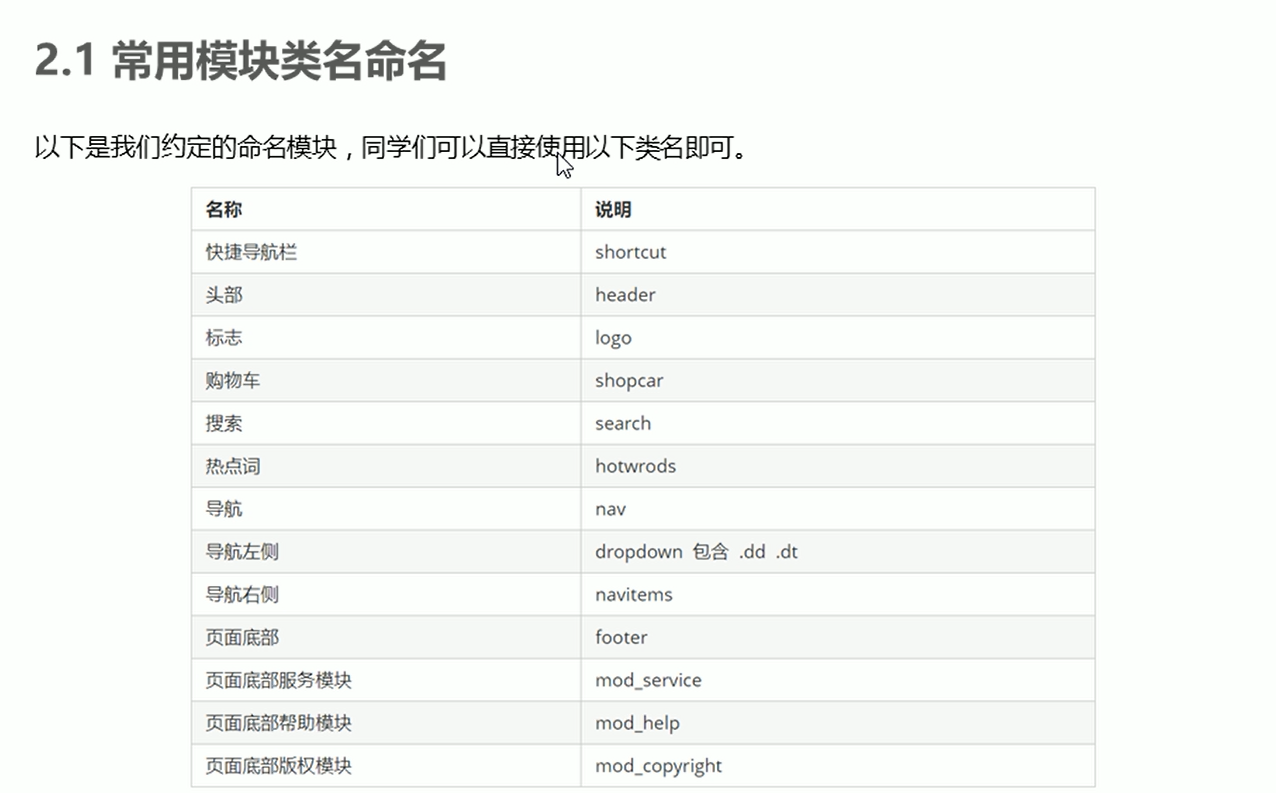 2.1 常用模块类名命名
以下是我们约定的命名模块，同学们可以直接使用以下类名即可。
名称 说明
快捷导航栏 shortcut
头部 header
标志 logo
购物车 shopcar
搜索 search
热点词 hotwrods
导航 nav
导航左侧 dropdown 包含 .dd .dt
导航右侧 navitems
页面底部 footer
页面底部服务模块 mod_service
页面底部帮助模块 mod_help
页面底部版权模块 mod_copyright